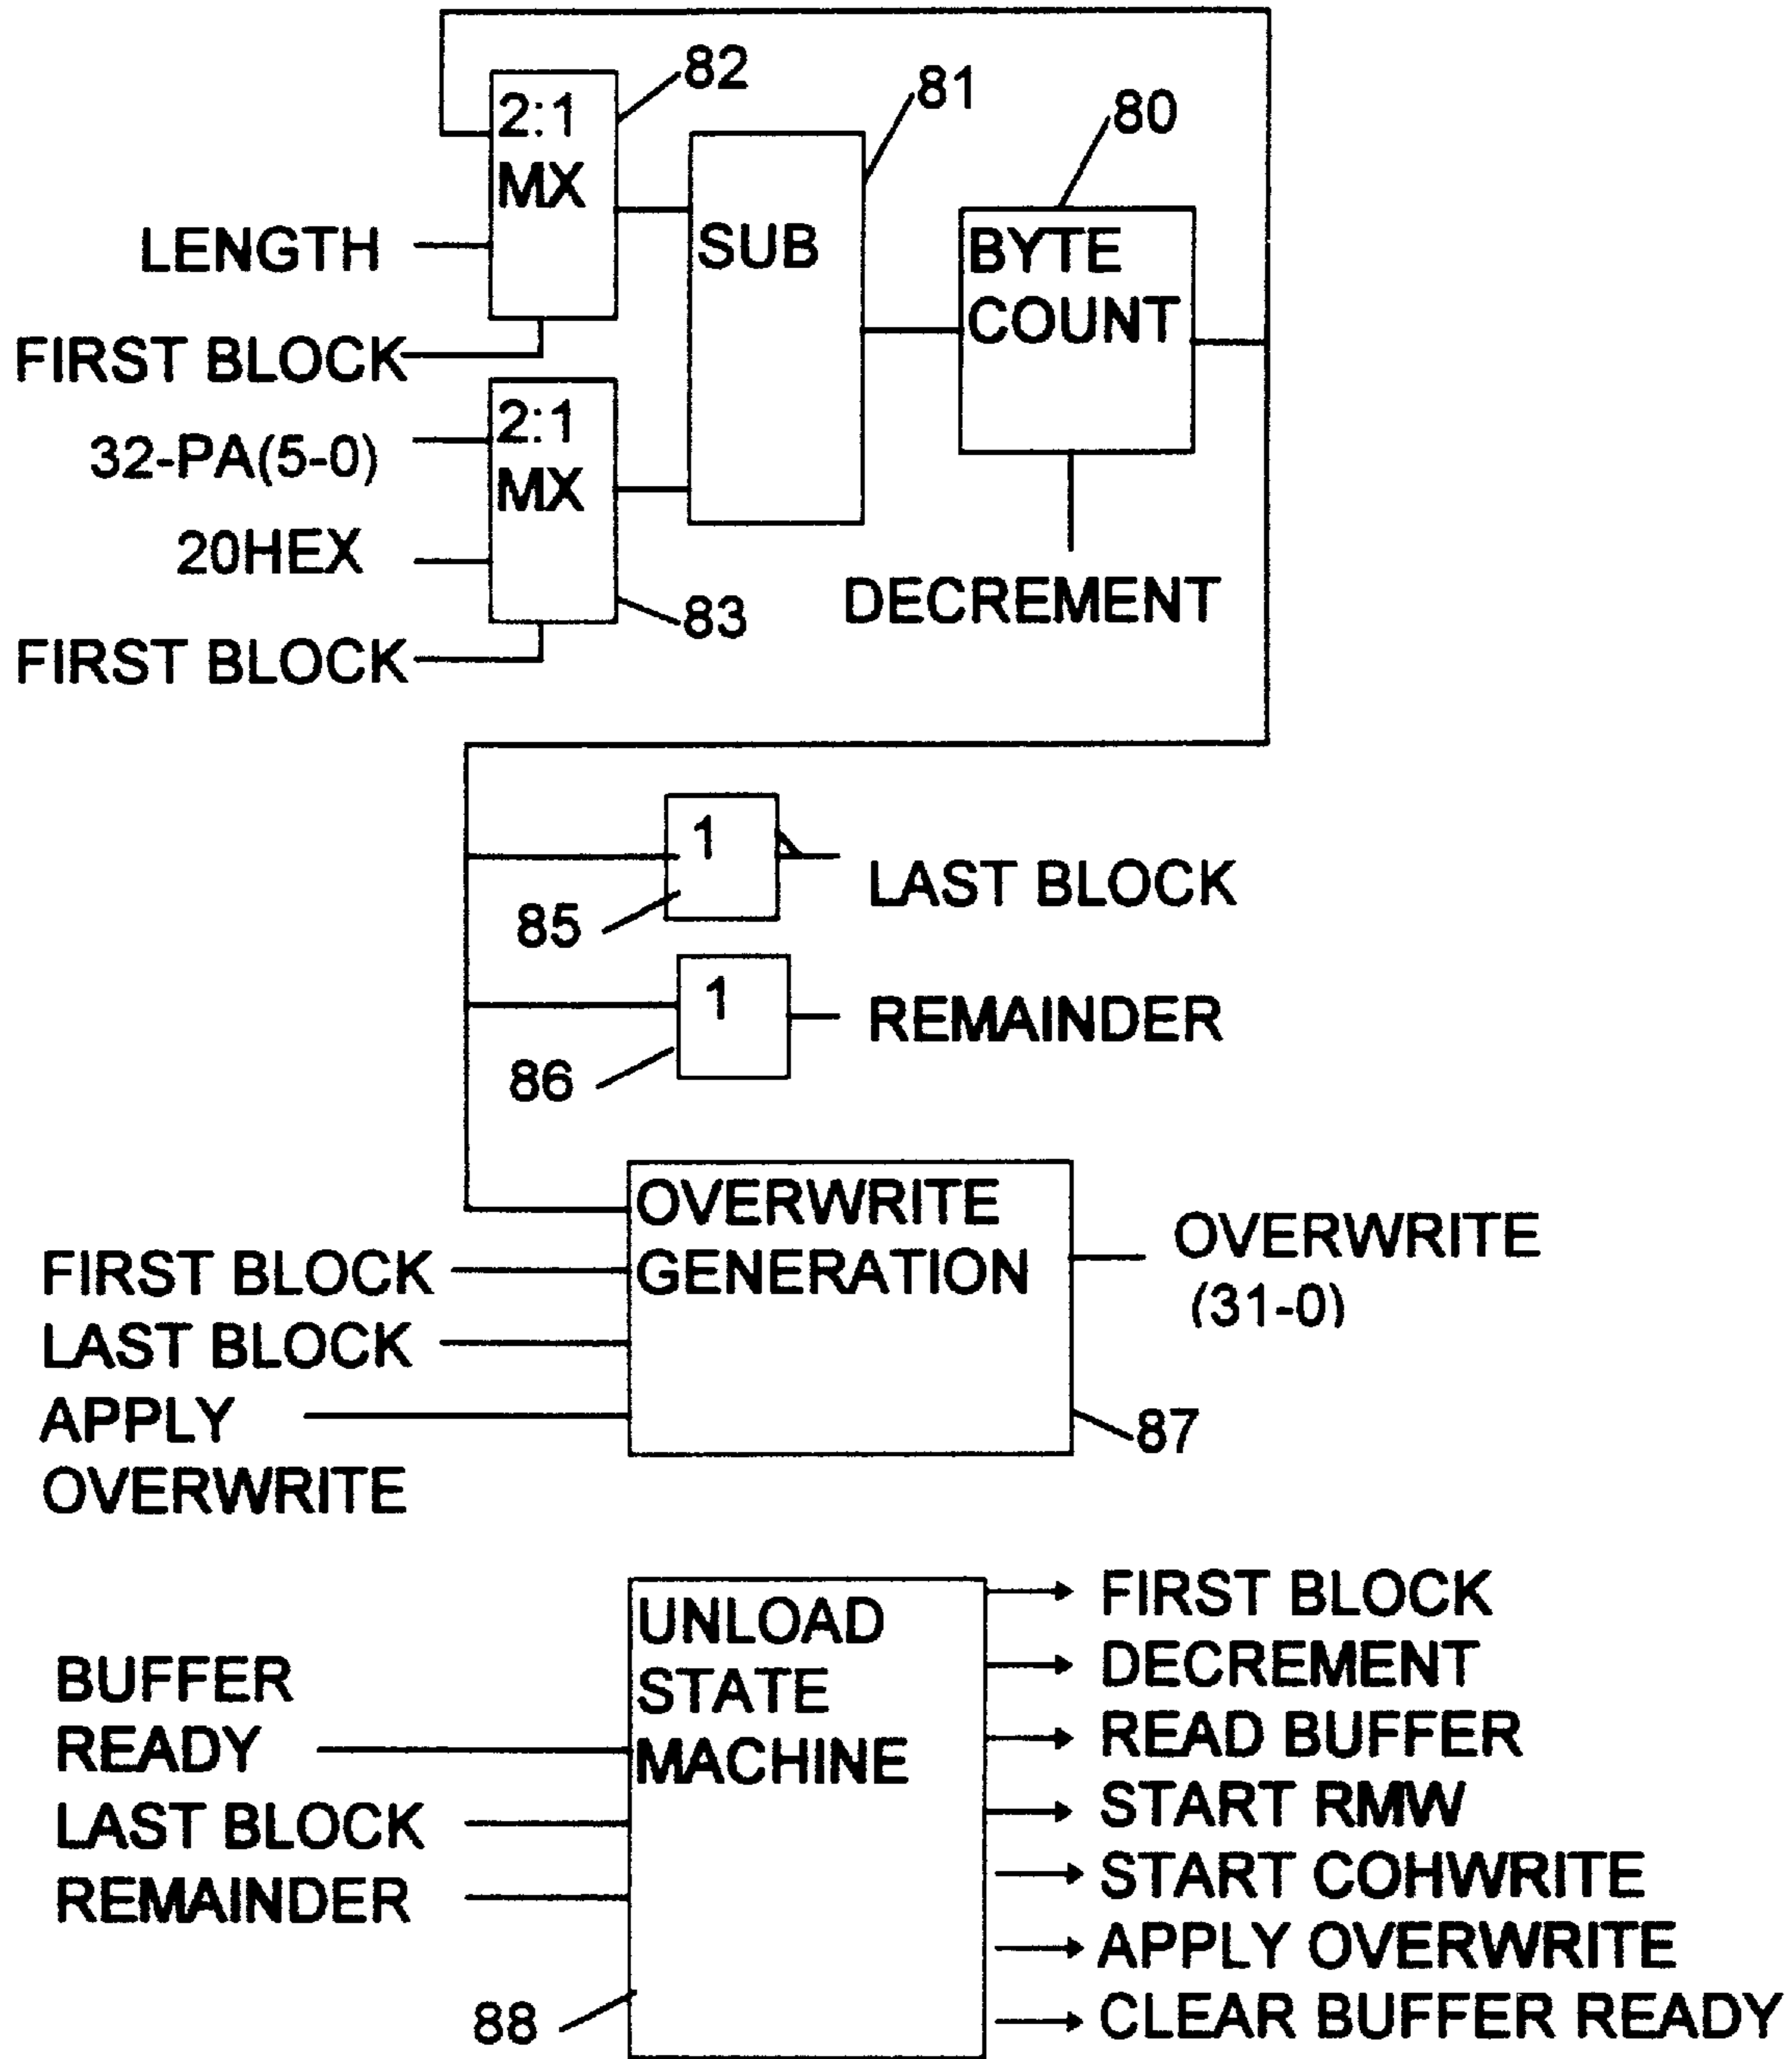 82
2:1
MX
81
80
LENGTH
SUB
BYTE
COUNT
FIRST BLOCK
2:1
MX
32-PA(5-0)
20HEX
83
DECREMENT
FIRST BLOCK
1
LAST BLOCK
85
1
REMAINDER
86
OVERWRITE
GENERATION
OVERWRITE
(31-0)
FIRST BLOCK
LAST BLOCK
APPLY
OVERWRITE
87
UNLOAD
STATE
MACHINE
BUFFER
READY
LAST BLOCK
REMAINDER
88
FIRST BLOCK
DECREMENT
READ BUFFER
START RMW
START COHWRITE
APPLY OVERWRITE
CLEAR BUFFER READY